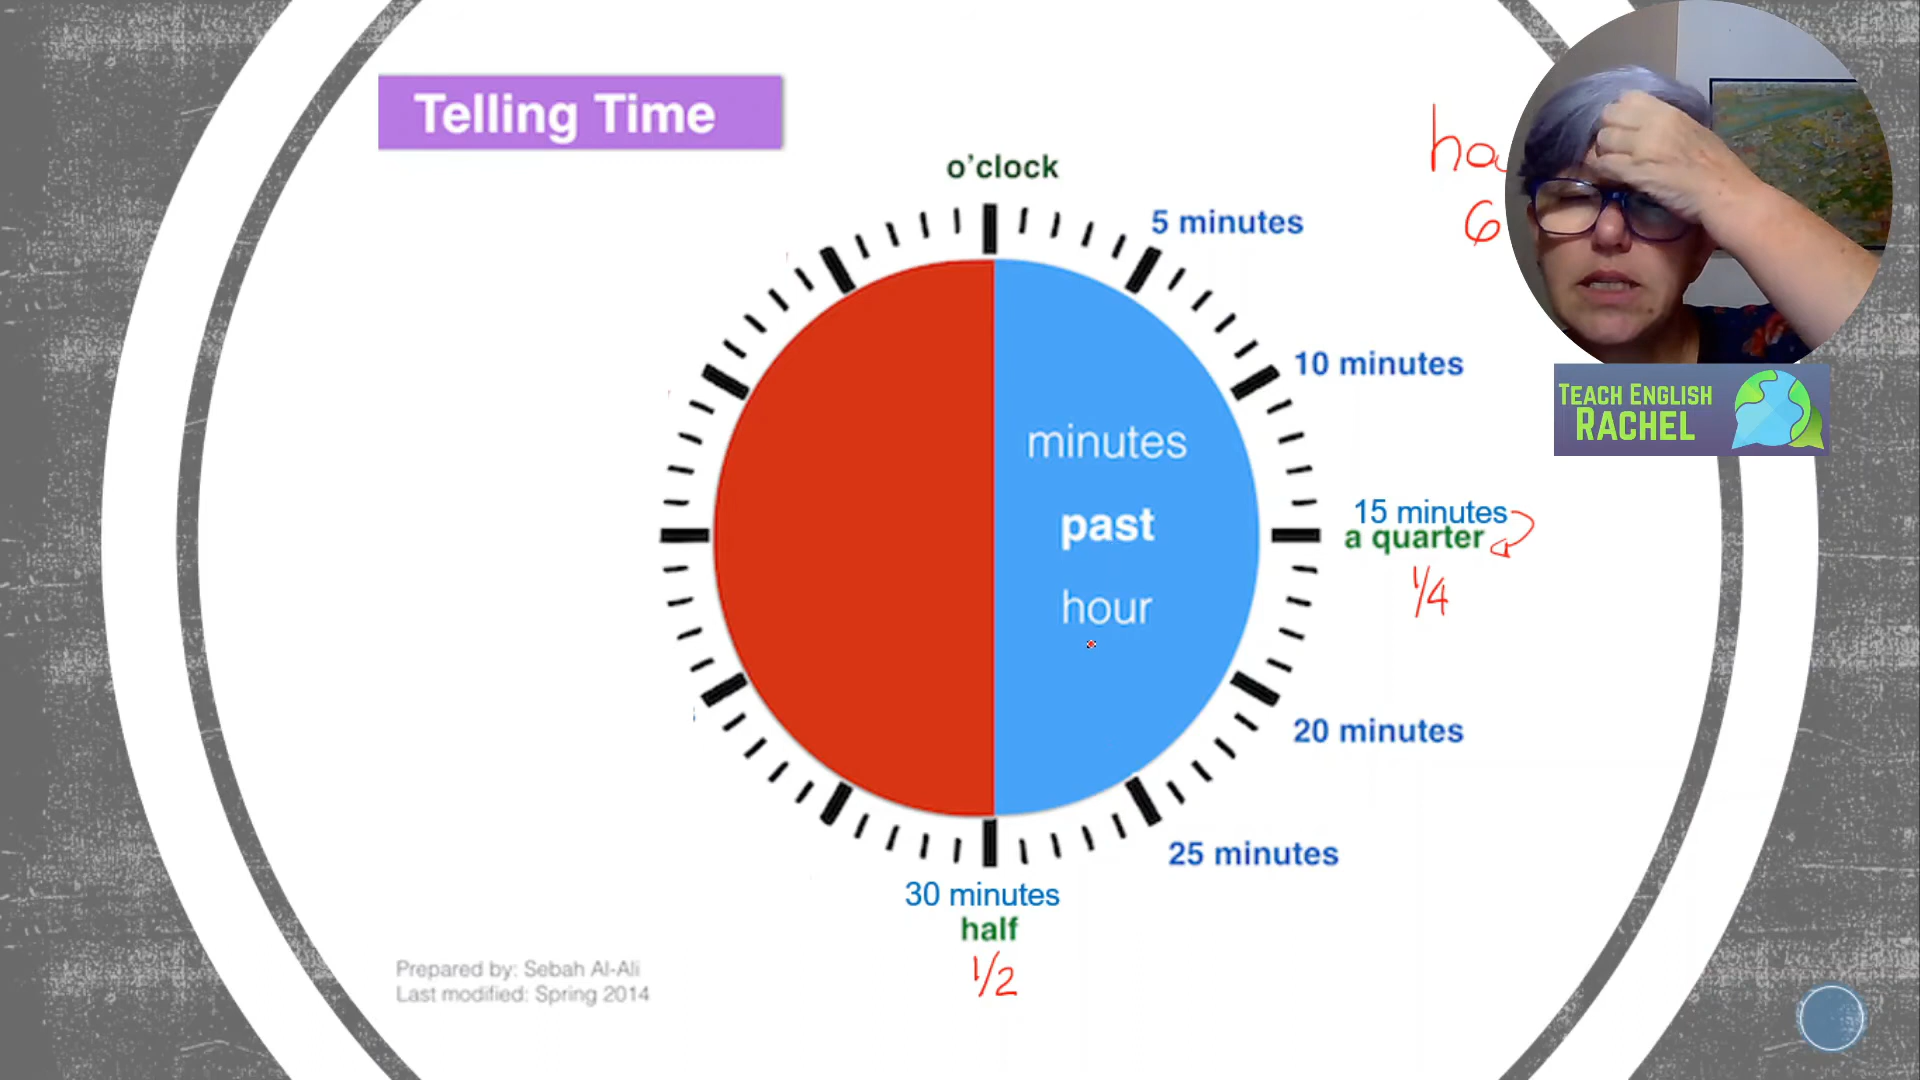 Telling Time
o'clock
5 minutes
10 minutes
15 minutes
a quarter
1/4
20 minutes
25 minutes
30 minutes
half
1/2
minutes
past
hour
6
TEACH ENGLISH
RACHEL
Prepared by: Sebah Al-Ali
Last modified: Spring 2014